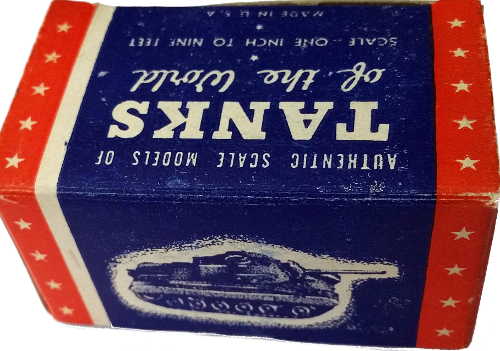 AUTHENTIC SCALE MODELS OF
TANKS
of the World
SCALE - ONE INCH TO NINE FEET
MADE IN U.S.A